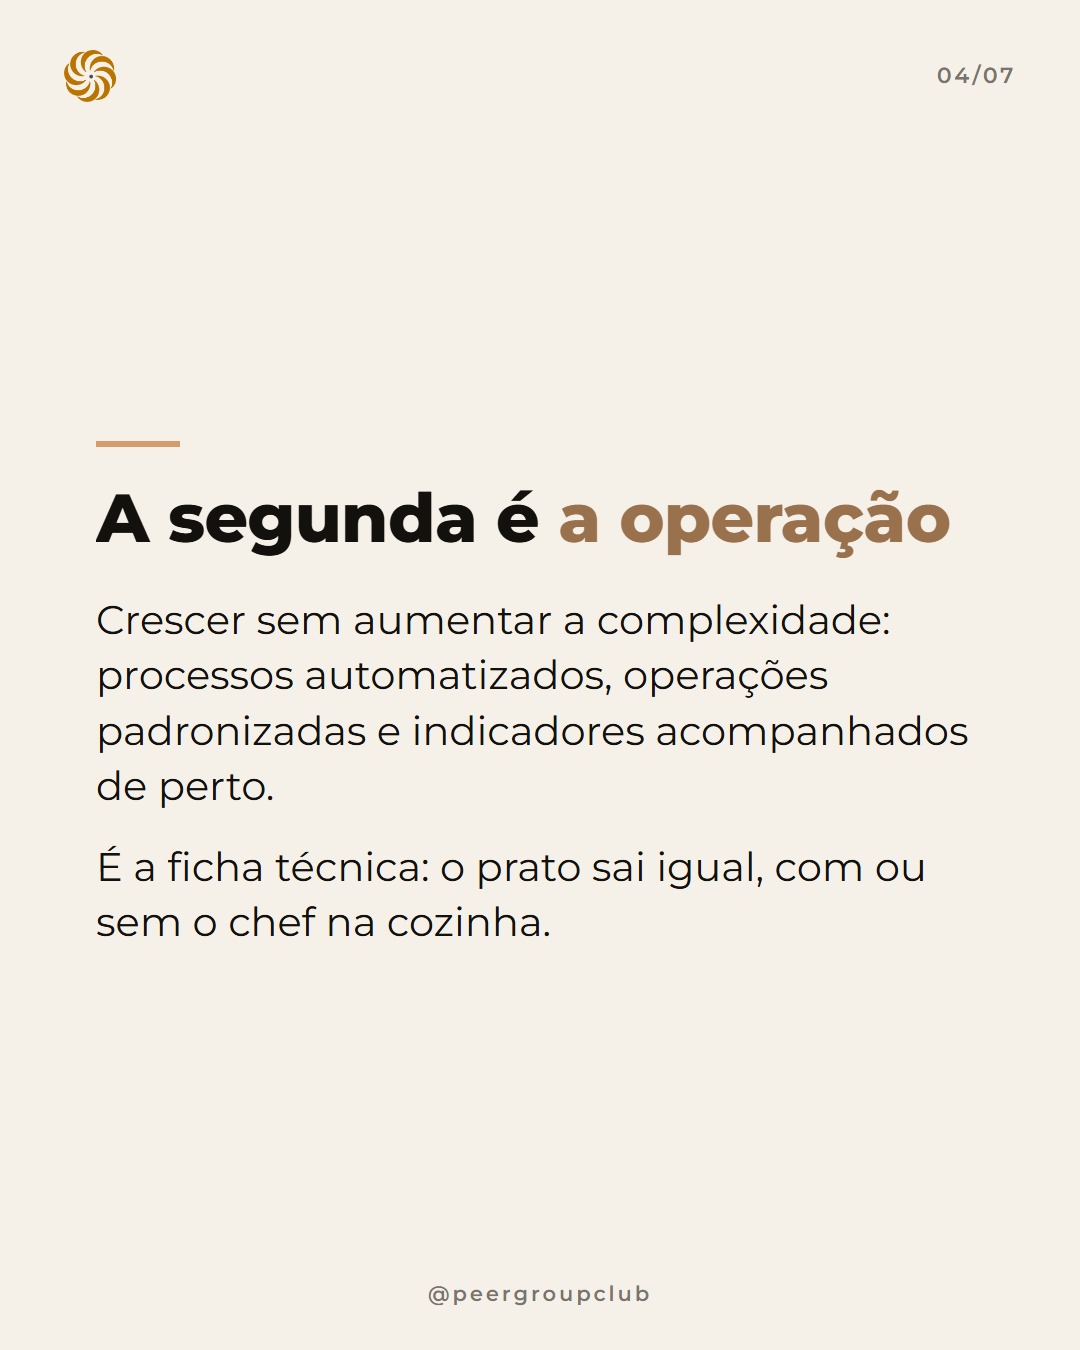 04/07
A segunda é a operação
Crescer sem aumentar a complexidade:
processos automatizados, operações
padronizadas e indicadores acompanhados
de perto.
É a ficha técnica: o prato sai igual, com ou
sem o chef na cozinha.
@peergroupclub